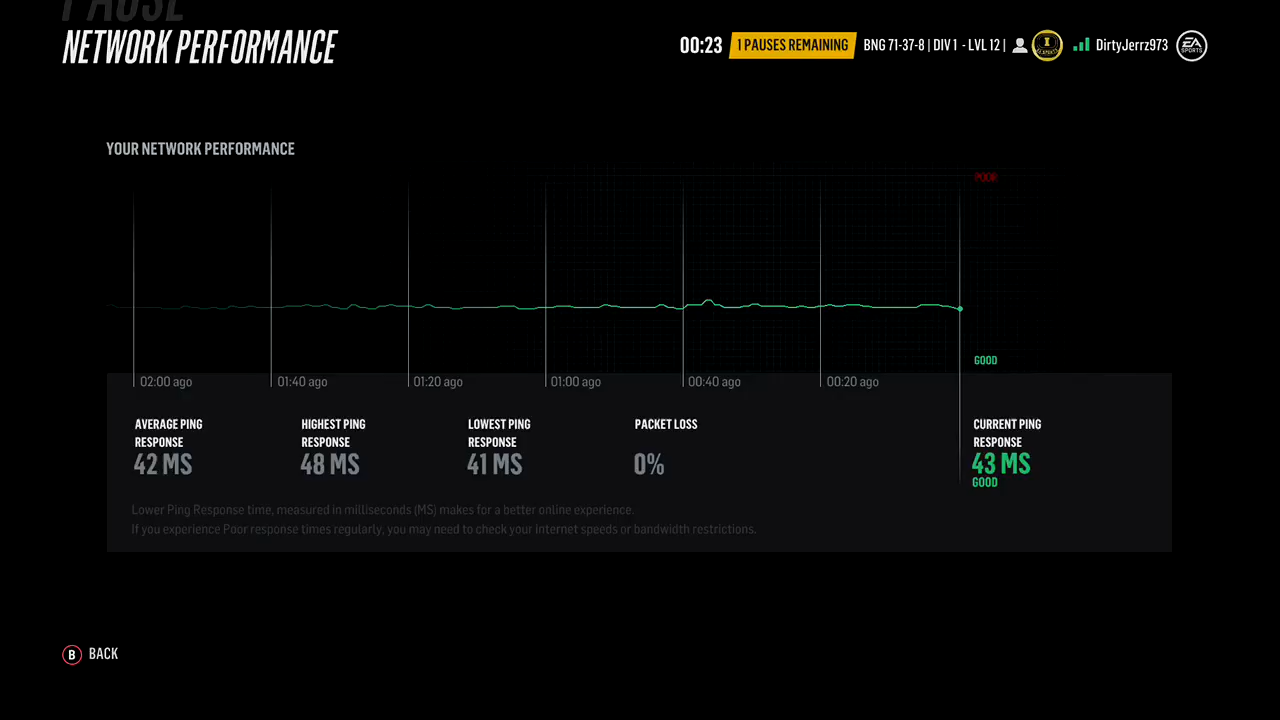 PAUSE
NETWORK PERFORMANCE
00:23
1 PAUSES REMAINING
BNG 71-37-8 | DIV 1 - LVL 12 |
DirtyJerrz973
EA
SPORTS
YOUR NETWORK PERFORMANCE
POOR
GOOD
02:00 ago
01:40 ago
01:20 ago
01:00 ago
00:40 ago
00:20 ago
AVERAGE PING
RESPONSE
42 MS
HIGHEST PING
RESPONSE
48 MS
LOWEST PING
RESPONSE
41 MS
PACKET LOSS
0%
CURRENT PING
RESPONSE
43 MS
GOOD
Lower Ping Response time, measured in milliseconds (MS) makes for a better online experience.
If you experience Poor response times regularly, you may need to check your internet speeds or bandwidth restrictions.
B BACK